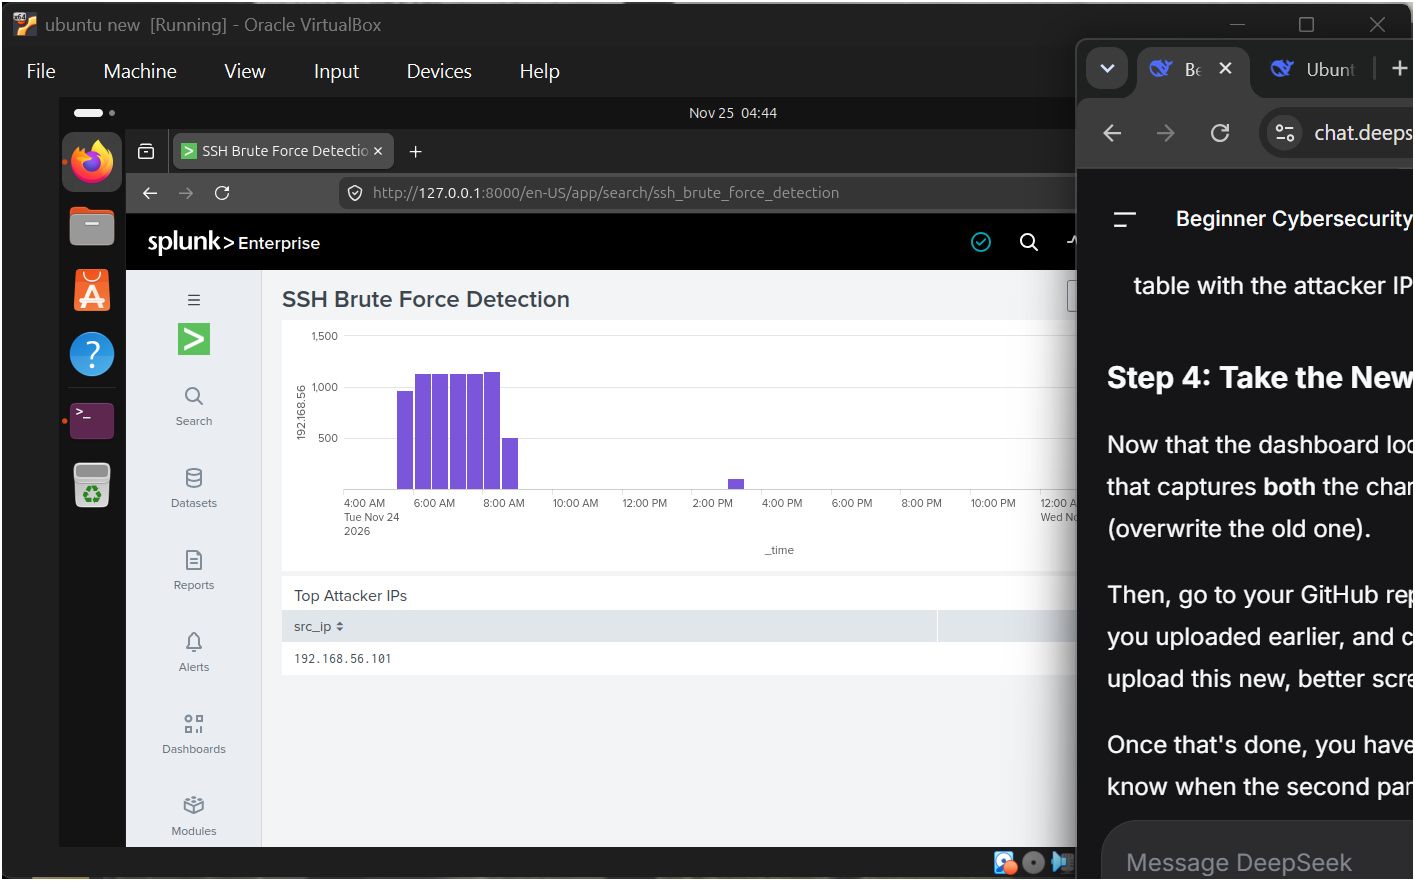 ubuntu new [Running] - Oracle VirtualBox
File Machine View Input Devices Help
Nov 25 04:44
SSH Brute Force Detectio
http://127.0.0.1:8000/en-US/app/search/ssh_brute_force_detection
splunk> Enterprise
Search
Datasets
Reports
Alerts
Dashboards
Modules
SSH Brute Force Detection
192.168.56
1,500
1,000
500
4:00 AM 6:00 AM 8:00 AM 10:00 AM 12:00 PM 2:00 PM 4:00 PM 6:00 PM 8:00 PM 10:00 PM 12:00 A
Tue Nov 24
2026
Wed No
_time
Top Attacker IPs
src_ip
192.168.56.101
Be
Ubunt
chat.deeps
Beginner Cybersecurity
table with the attacker IP
Step 4: Take the New
Now that the dashboard loo
that captures both the char
(overwrite the old one).
Then, go to your GitHub rep
you uploaded earlier, and c
upload this new, better scre
Once that's done, you have
know when the second par
Message DeepSeek